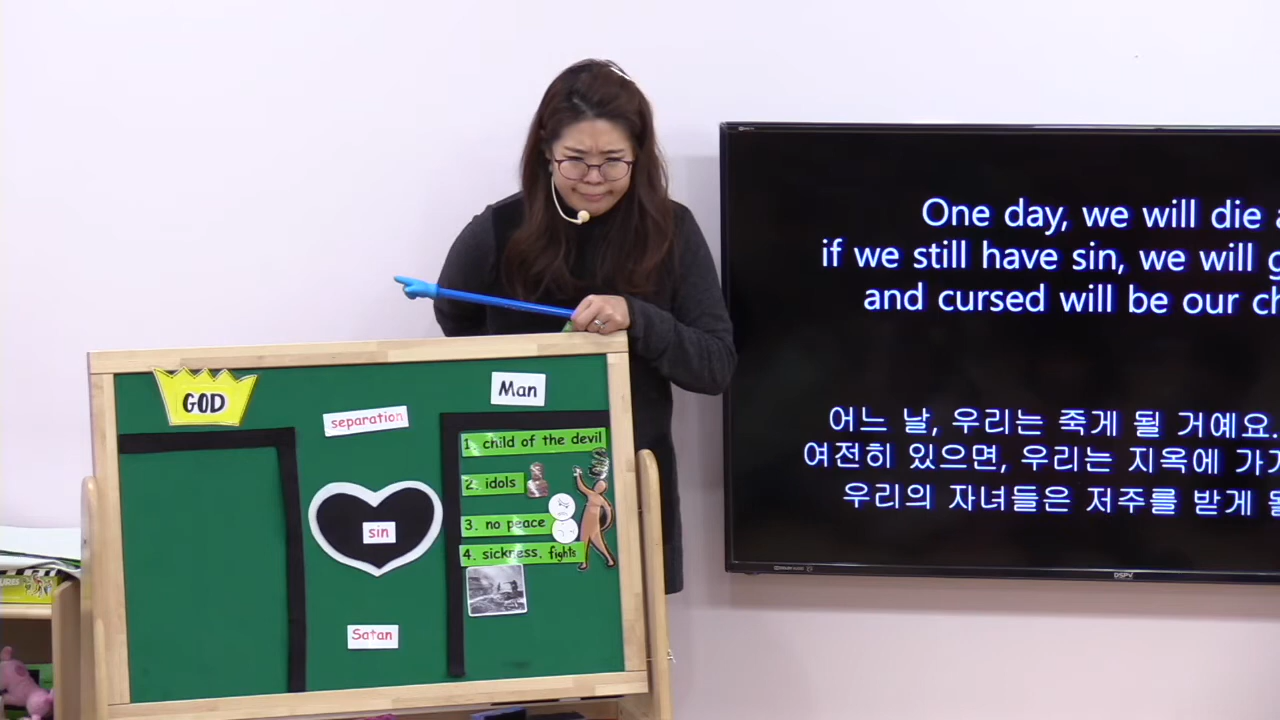 GOD
Man
separation
1. child of the devil
2. idols
sin
3. no peace
4. sickness, fights
Satan
One day, we will die
if we still have sin, we will
and cursed will be our
어느 날, 우리는 죽게 될 거예요.
여전히 있으면, 우리는 지옥에
우리의 자녀들은 저주를 받게